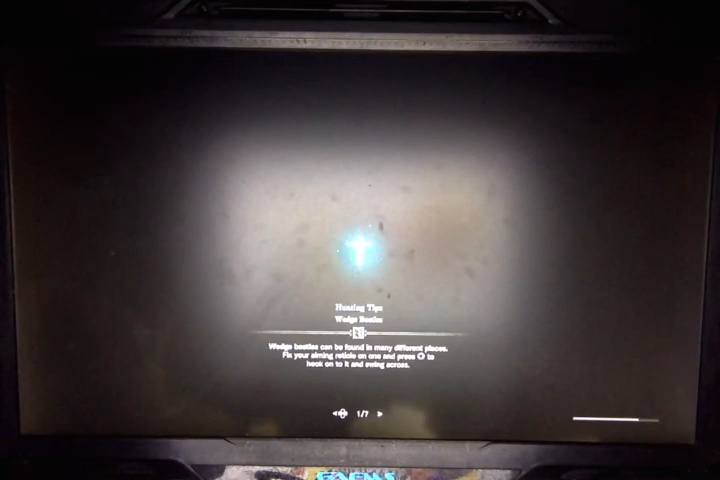 Hunting Tips
Wedge Beetles
Wedge beetles can be found in many different places.
Fix your aiming reticle on one and press O to
hook on to it and swing across.
1/7